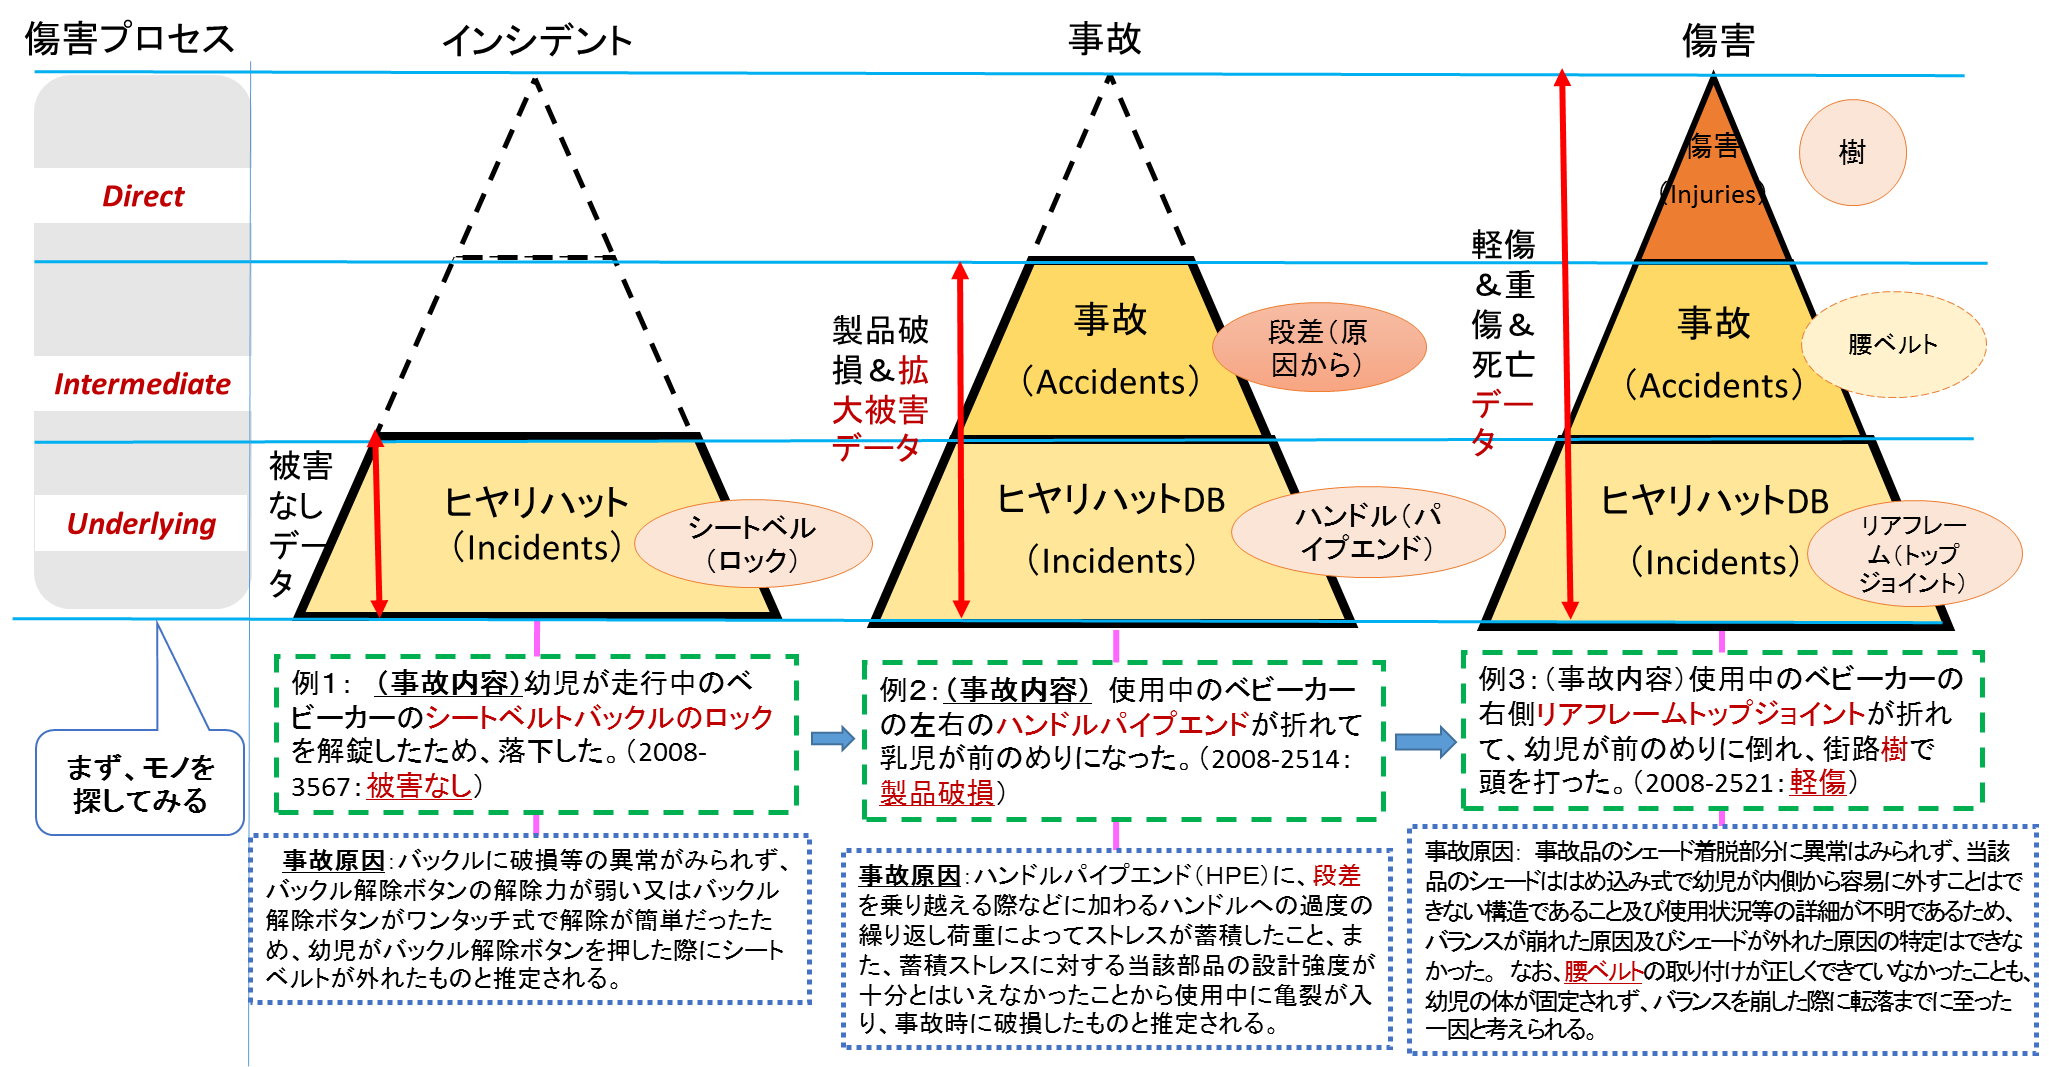 傷害プロセス
インシデント
事故
傷害
Direct
Intermediate
Underlying
被害
なし
デー
タ
ヒヤリハット
（Incidents）
シートベル
（ロック）
製品破
損＆拡
大被害
データ
事故
（Accidents）
段差（原
因から）
ヒヤリハットDB
（Incidents）
ハンドル（パ
イプエンド）
軽傷
＆重
傷＆
死亡
デー
タ
傷害
（Injuries）
樹
事故
（Accidents）
腰ベルト
ヒヤリハットDB
（Incidents）
リアフレー
ム（トップ
ジョイント）
まず、モノを
探してみる
例１：　（事故内容）幼児が走行中のベ
ビーカーのシートベルトバックルのロック
を解錠したため、落下した。（2008-
3567：被害なし）
事故原因：バックルに破損等の異常がみられず、
バックル解除ボタンの解除力が弱い又はバックル
解除ボタンがワンタッチ式で解除が簡単だったた
め、幼児がバックル解除ボタンを押した際にシート
ベルトが外れたものと推定される。
例２：（事故内容）　使用中のベビーカー
の左右のハンドルパイプエンドが折れて
乳児が前のめりになった。（2008-2514：
製品破損）
事故原因：ハンドルパイプエンド（ＨＰＥ）に、段差
を乗り越える際などに加わるハンドルへの過度の
繰り返し荷重によってストレスが蓄積したこと、ま
た、蓄積ストレスに対する当該部品の設計強度が
十分とはいえなかったことから使用中に亀裂が入
り、事故時に破損したものと推定される。
例３：（事故内容）使用中のベビーカーの
右側リアフレームトップジョイントが折れ
て、幼児が前のめりに倒れ、街路樹で
頭を打った。（2008-2521：軽傷）
事故原因：　事故品のシェード着脱部分に異常はみられず、当該
品のシェードははめ込み式で幼児が内側から容易に外すことはで
きない構造であること及び使用状況等の詳細が不明であるため、
バランスが崩れた原因及びシェードが外れた原因の特定はできな
かった。 なお、腰ベルトの取り付けが正しくできていなかったことも、
幼児の体が固定されず、バランスを崩した際に転落までに至った
一因と考えられる。